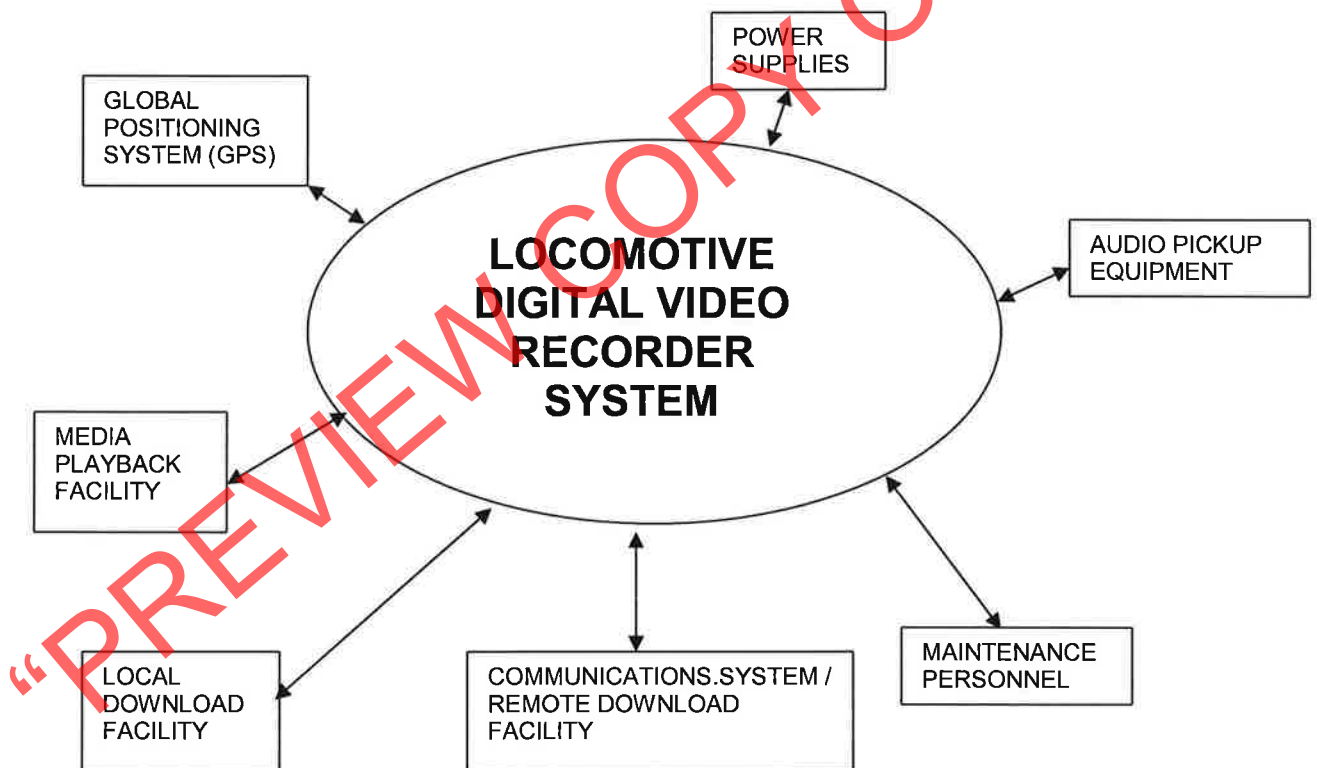 POWER
SUPPLIES
GLOBAL
POSITIONING
SYSTEM (GPS)
AUDIO PICKUP
EQUIPMENT
LOCOMOTIVE
DIGITAL VIDEO
RECORDER
SYSTEM
MEDIA
PLAYBACK
FACILITY
MAINTENANCE
PERSONNEL
LOCAL
DOWNLOAD
FACILITY
COMMUNICATIONS.SYSTEM /
REMOTE DOWNLOAD
FACILITY
“PREVIEW COPY